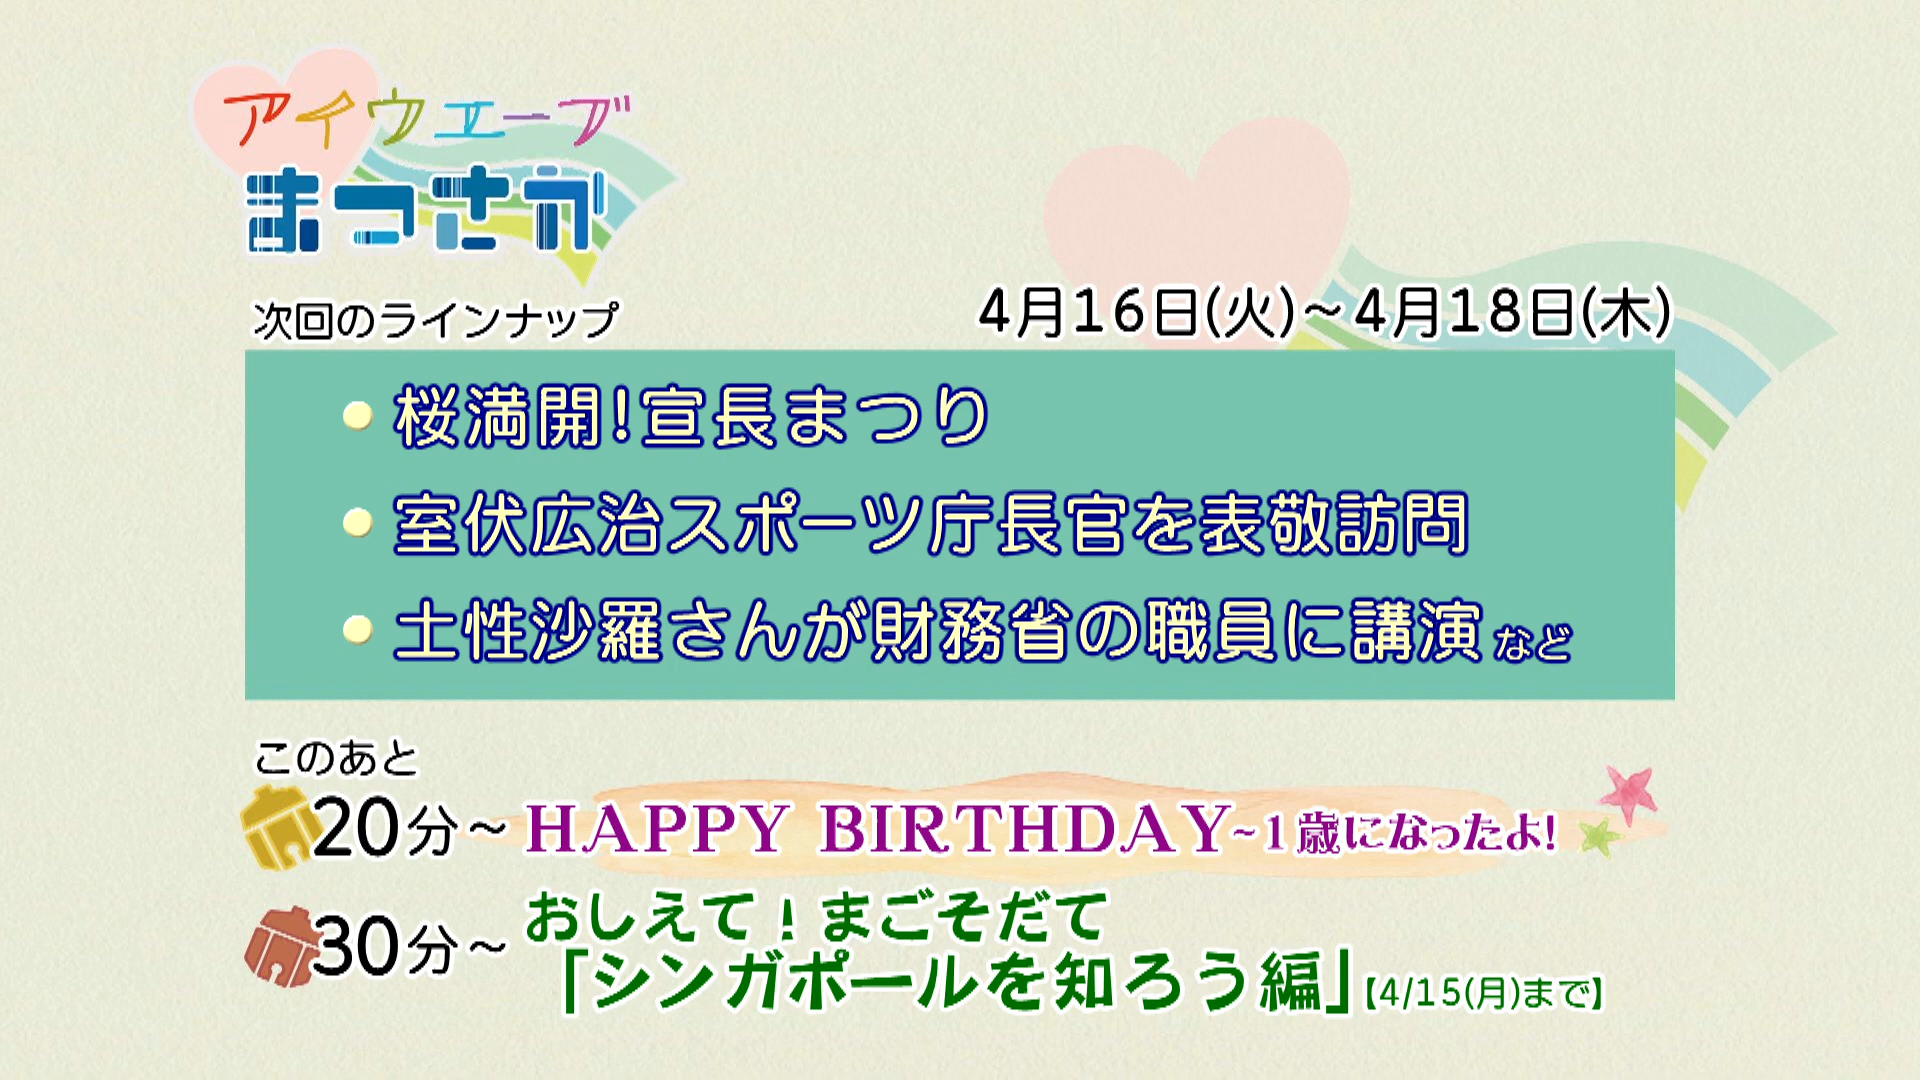 アイウエーブ
まつさか
次回のラインナップ
4月16日(火)~4月18日(木)
● 桜満開!宣長まつり
● 室伏広治スポーツ庁長官を表敬訪問
● 土性沙羅さんが財務省の職員に講演 など
このあと
20分~ HAPPY BIRTHDAY~1歳になったよ!
30分~ おしえて!まごそだて
「シンガポールを知ろう編」【4/15(月)まで】